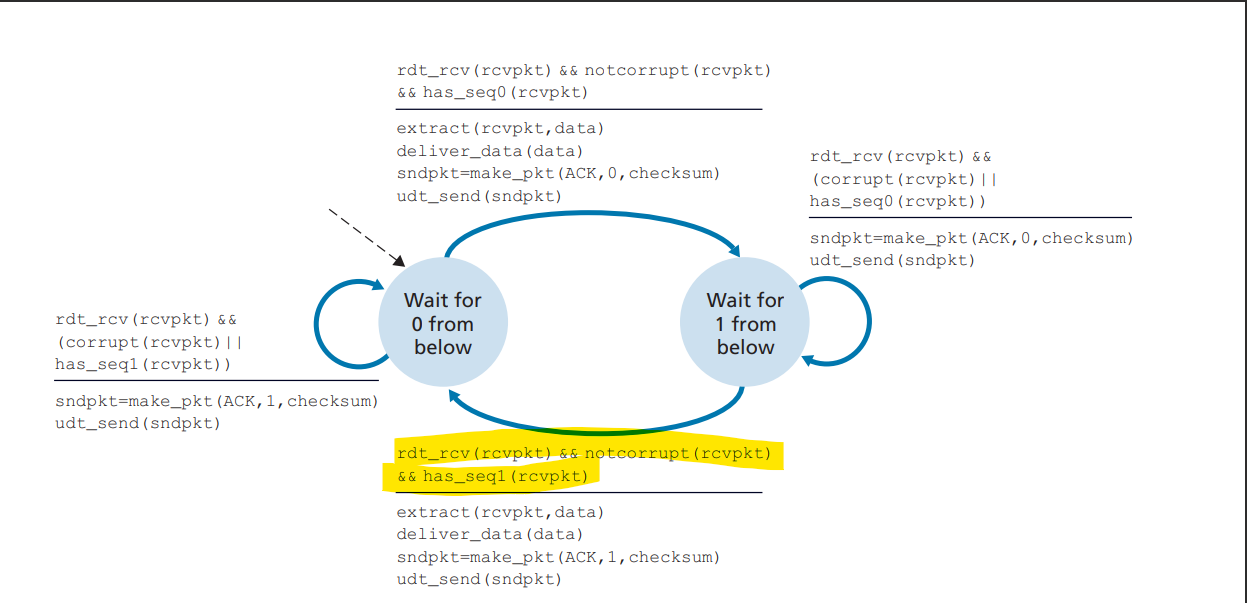 rdt_rcv(rcvpkt) && notcorrupt(rcvpkt)
&& has_seq0(rcvpkt)
extract(rcvpkt,data)
deliver_data(data)
sndpkt=make_pkt(ACK,0,checksum)
udt_send(sndpkt)
rdt_rcv(rcvpkt) &&
(corrupt(rcvpkt)||
has_seq0(rcvpkt))
sndpkt=make_pkt(ACK,0,checksum)
udt_send(sndpkt)
Wait for
0 from
below
Wait for
1 from
below
rdt_rcv(rcvpkt) &&
(corrupt(rcvpkt)||
has_seq1(rcvpkt))
sndpkt=make_pkt(ACK,1,checksum)
udt_send(sndpkt)
rdt_rcv(rcvpkt) && notcorrupt(rcvpkt)
&& has_seq1(rcvpkt)
extract(rcvpkt,data)
deliver_data(data)
sndpkt=make_pkt(ACK,1,checksum)
udt_send(sndpkt)